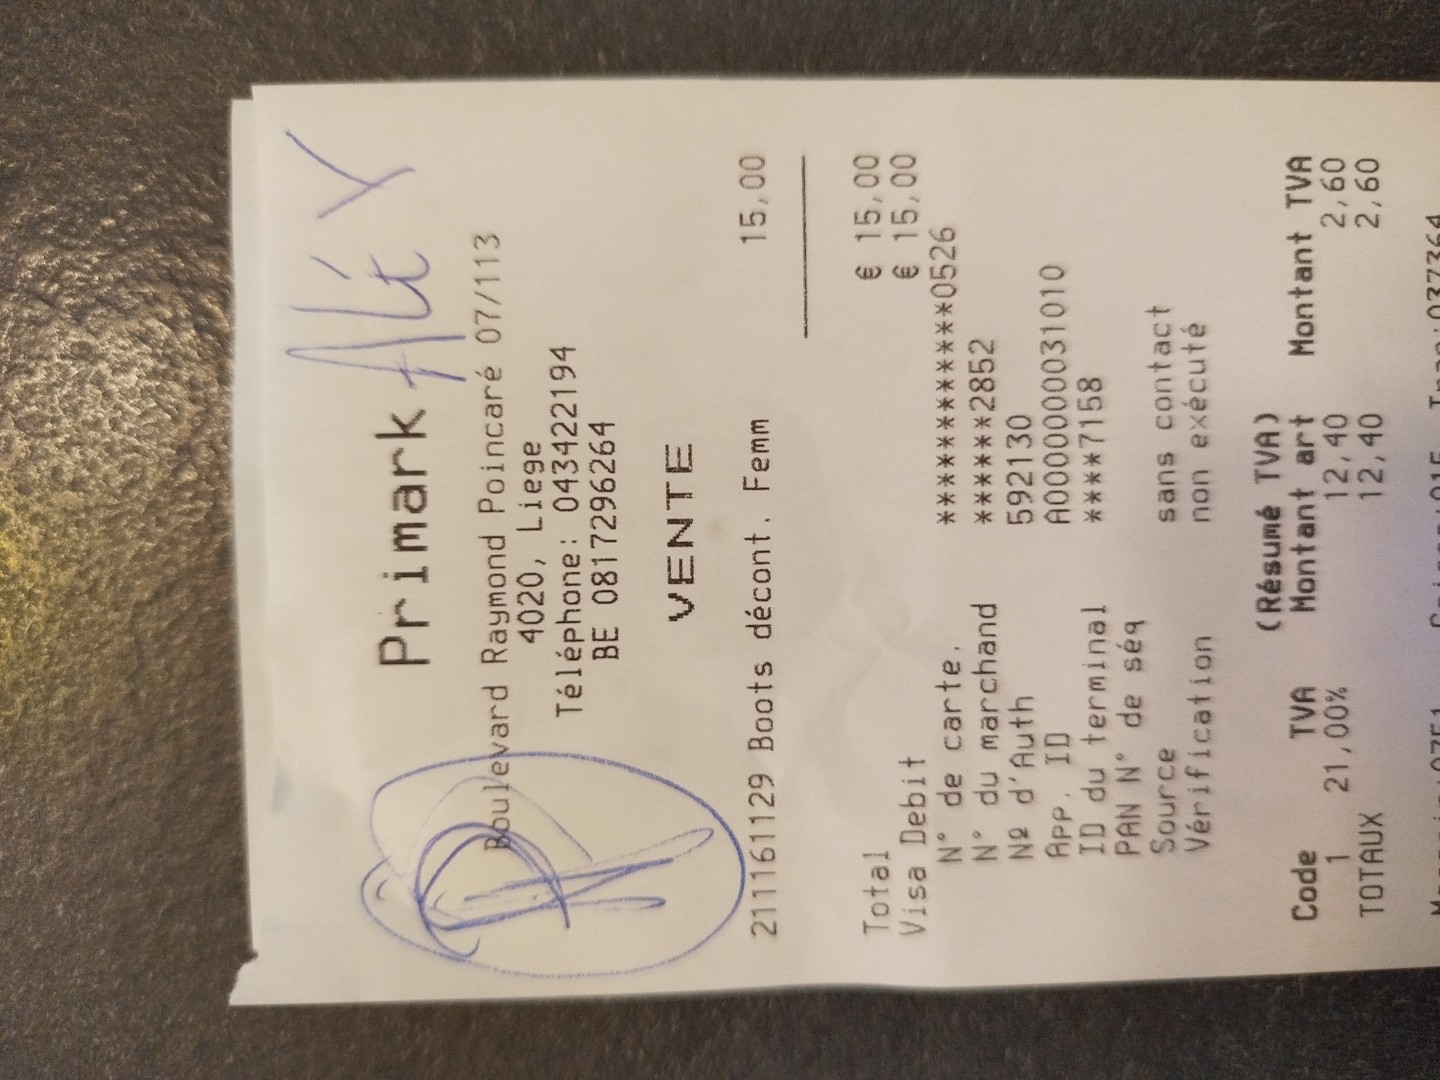 Aléx
Primark
Boulevard Raymond Poincaré 07/113
4020, Liege
Téléphone: 043422194
BE 0817296264
VENTE
211161129 Boots décont. Femm 15,00
Total € 15,00
Visa Debit € 15,00
N° de carte. ************0526
N° du marchand ******2852
Nº d'Auth 592130
App. ID A0000000031010
ID du terminal ****7158
PAN N° de séq
Source sans contact
Vérification non exécuté
(Résumé TVA)
Code TVA Montant art Montant TVA
1 21,00% 12,40 2,60
TOTAUX 12,40 2,60